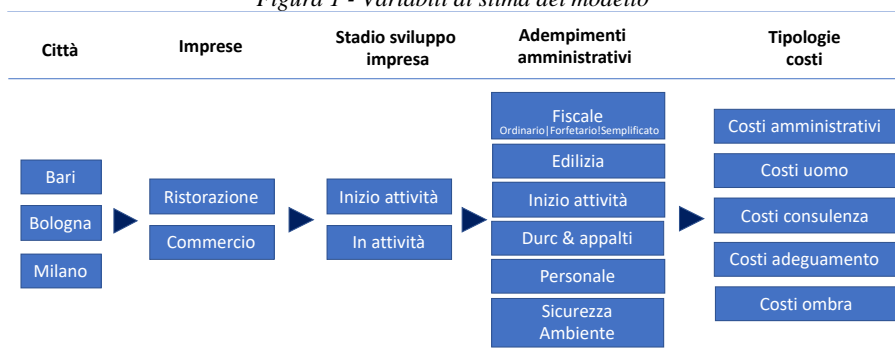 Figura 1 - Variabili di stima del modello
Città
Imprese
Stadio sviluppo
impresa
Adempimenti
amministrativi
Tipologie
costi
Bari
Bologna
Milano
Ristorazione
Commercio
Inizio attività
In attività
Fiscale
Ordinario|Forfetario!Semplificato
Edilizia
Inizio attività
Durc & appalti
Personale
Sicurezza
Ambiente
Costi amministrativi
Costi uomo
Costi consulenza
Costi adeguamento
Costi ombra